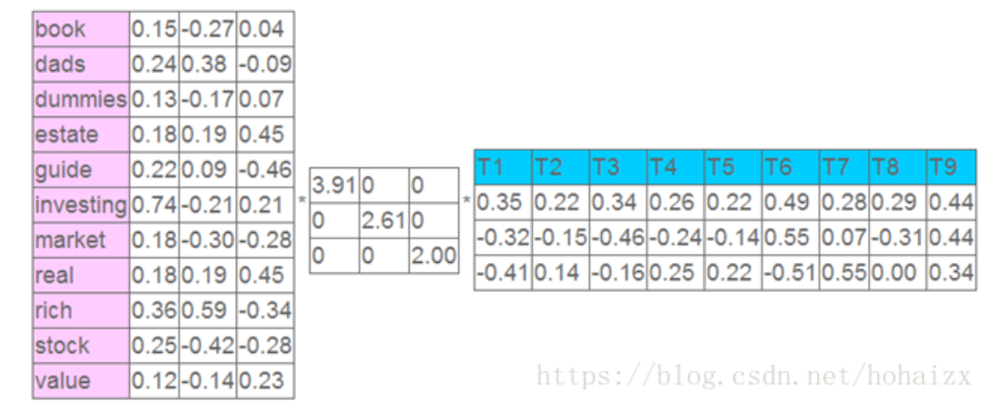 book 0.15 -0.27 0.04
dads 0.24 0.38 -0.09
dummies 0.13 -0.17 0.07
estate 0.18 0.19 0.45
guide 0.22 0.09 -0.46
investing 0.74 -0.21 0.21
market 0.18 -0.30 -0.28
real 0.18 0.19 0.45
rich 0.36 0.59 -0.34
stock 0.25 -0.42 -0.28
value 0.12 -0.14 0.23
*
3.91 0 0
0 2.61 0
0 0 2.00
*
T1 T2 T3 T4 T5 T6 T7 T8 T9
0.35 0.22 0.34 0.26 0.22 0.49 0.28 0.29 0.44
-0.32 -0.15 -0.46 -0.24 -0.14 0.55 0.07 -0.31 0.44
-0.41 0.14 -0.16 0.25 0.22 -0.51 0.55 0.00 0.34
https://blog.csdn.net/hohaizx